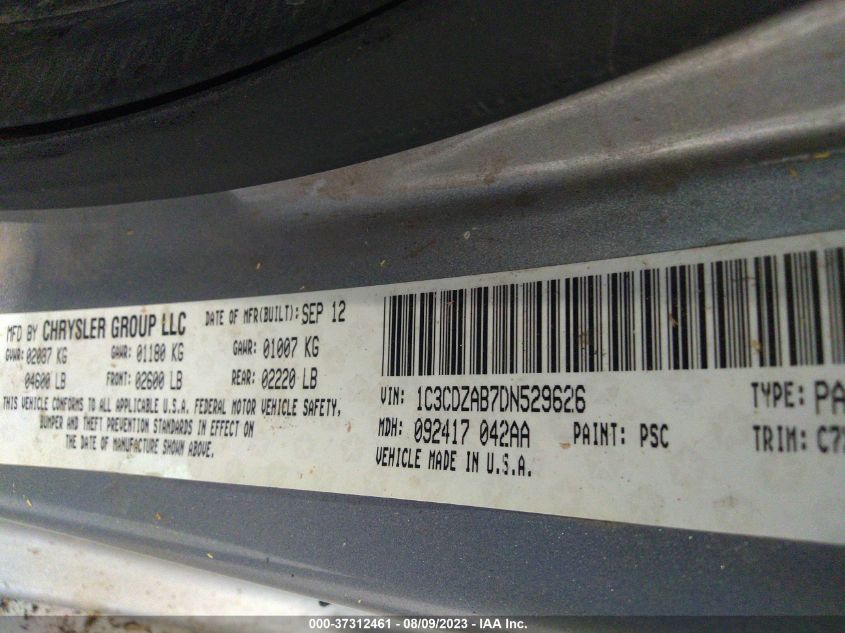 MFD BY CHRYSLER GROUP LLC DATE OF MFR(BUILT): SEP 12
GVWR: 02087 KG GAWR: 01180 KG GAWR: 01007 KG
04600 LB FRONT: 02600 LB REAR: 02220 LB
THIS VEHICLE CONFORMS TO ALL APPLICABLE U.S.A. FEDERAL MOTOR VEHICLE SAFETY,
BUMPER AND THEFT PREVENTION STANDARDS IN EFFECT ON
THE DATE OF MANUFACTURE SHOWN ABOVE.
VIN: 1C3CDZAB7DN529626 TYPE: PA
MDH: 092417 042AA PAINT: PSC TRIM:
VEHICLE MADE IN U.S.A.
000-37312461 - 08/09/2023 - IAA Inc.